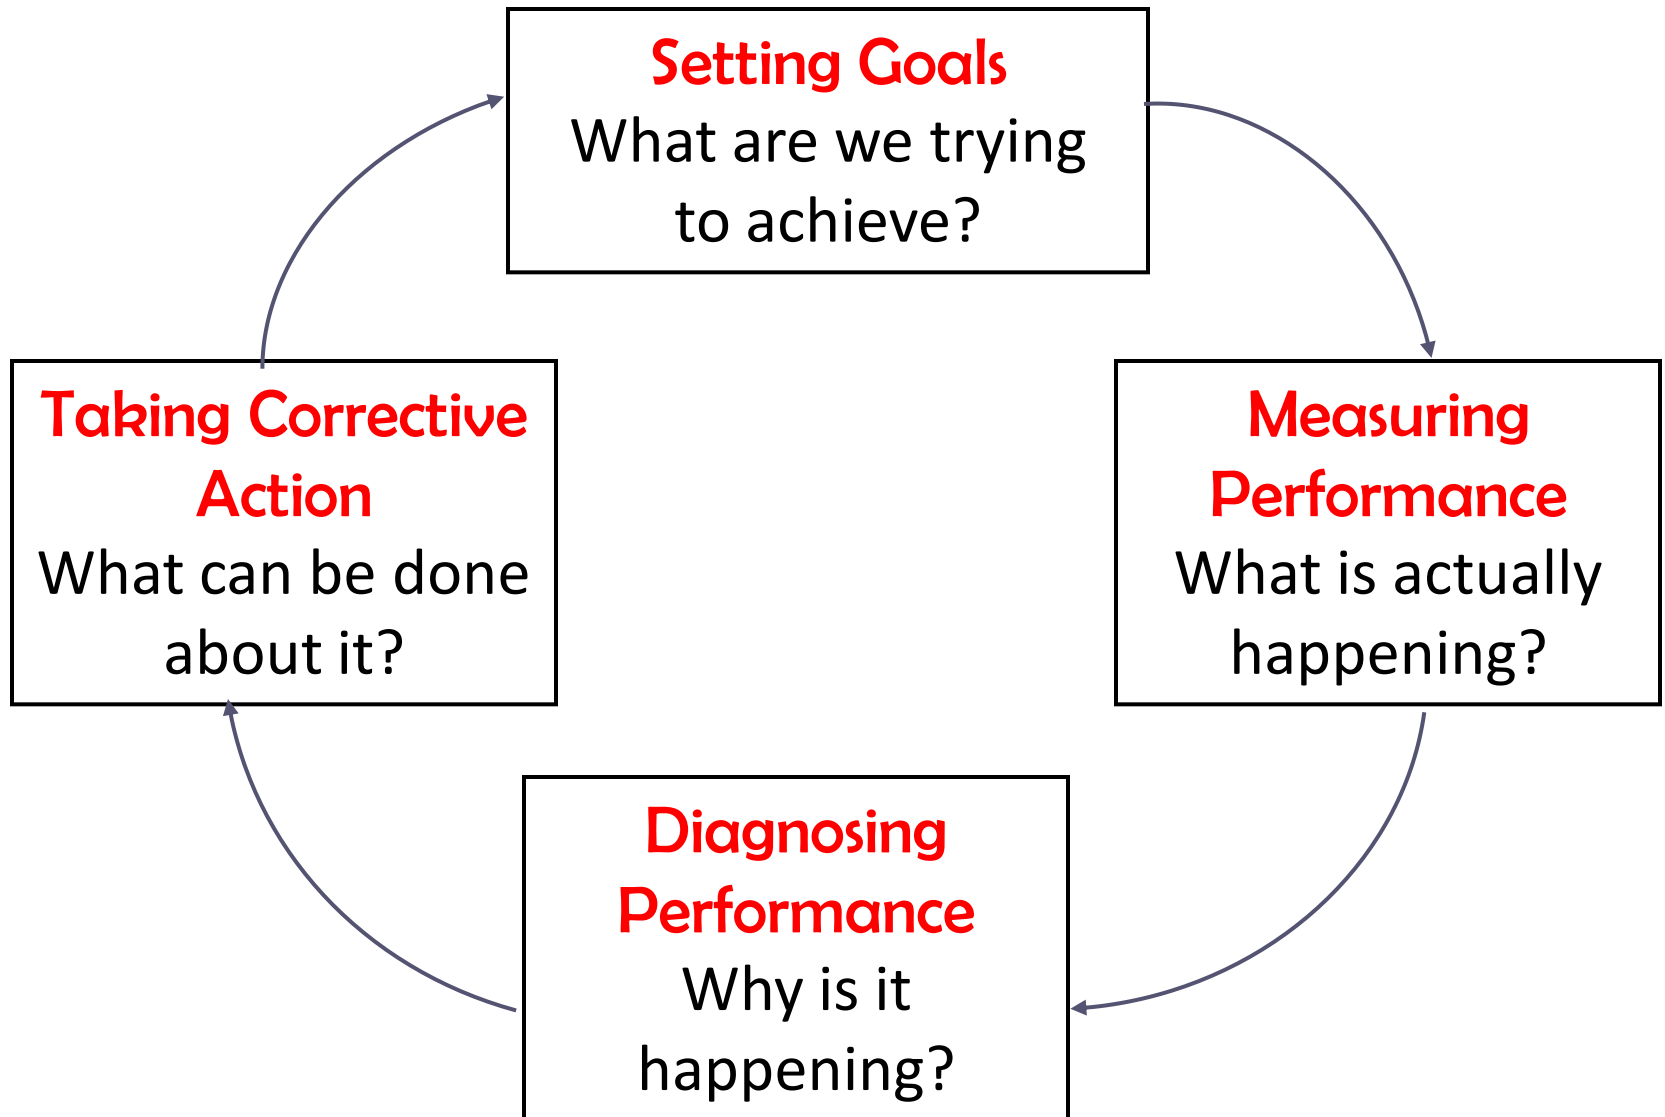 Setting Goals
What are we trying
to achieve?
Measuring
Performance
What is actually
happening?
Diagnosing
Performance
Why is it
happening?
Taking Corrective
Action
What can be done
about it?